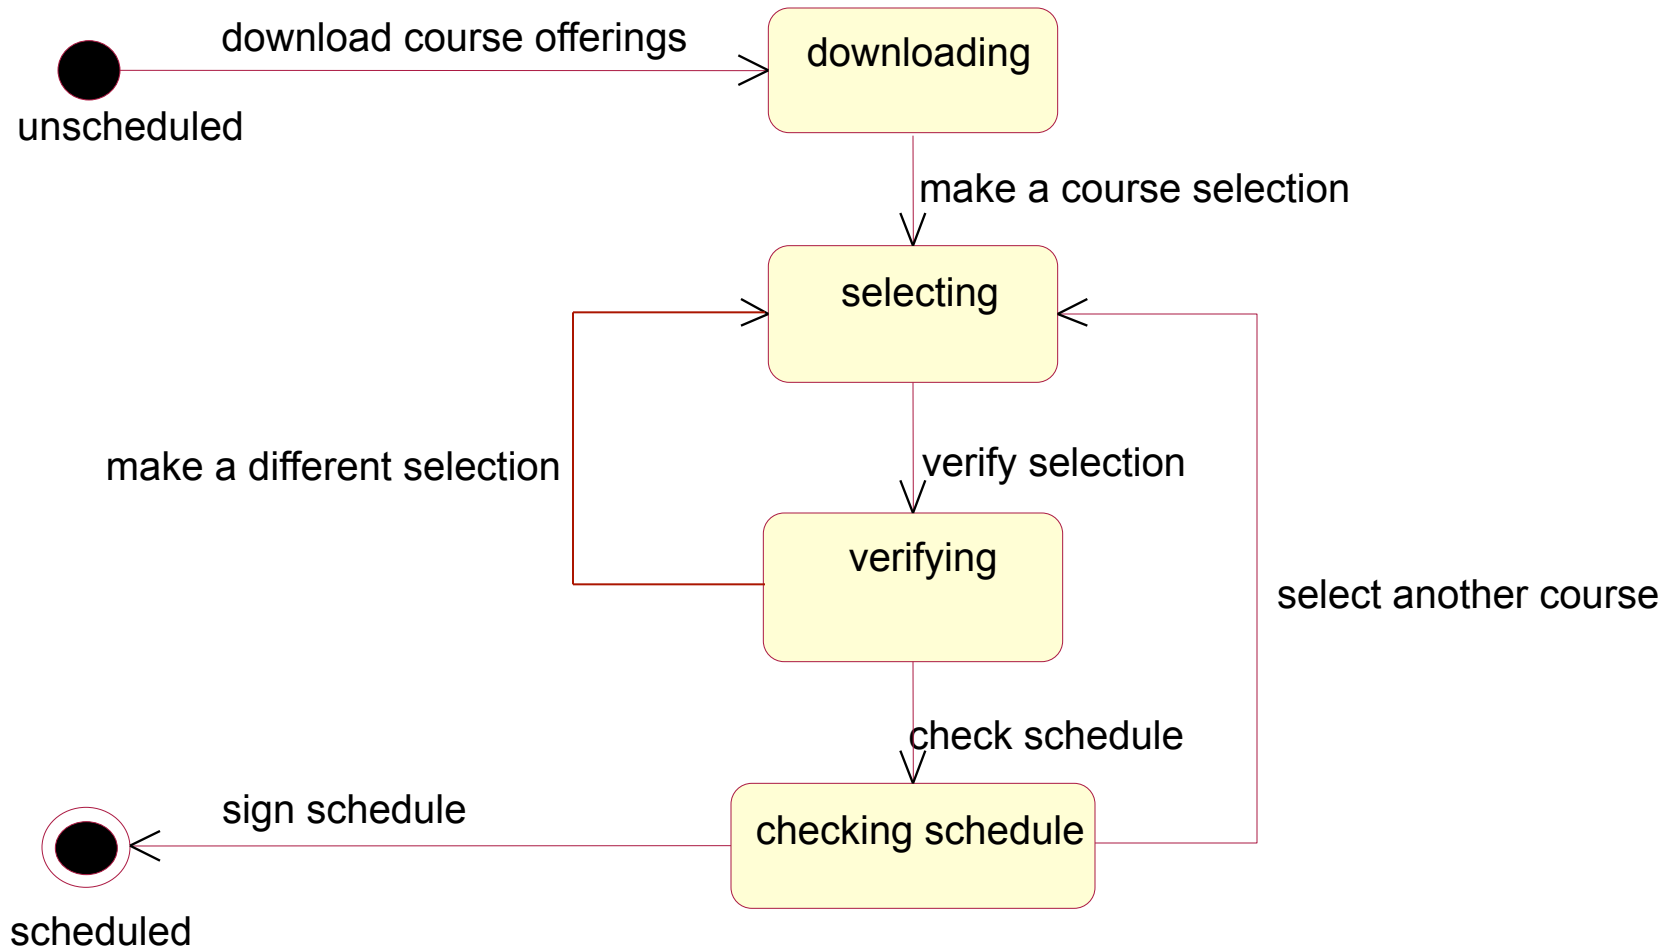 download course offerings
downloading
unscheduled
make a course selection
selecting
make a different selection
verify selection
verifying
select another course
check schedule
sign schedule
checking schedule
scheduled